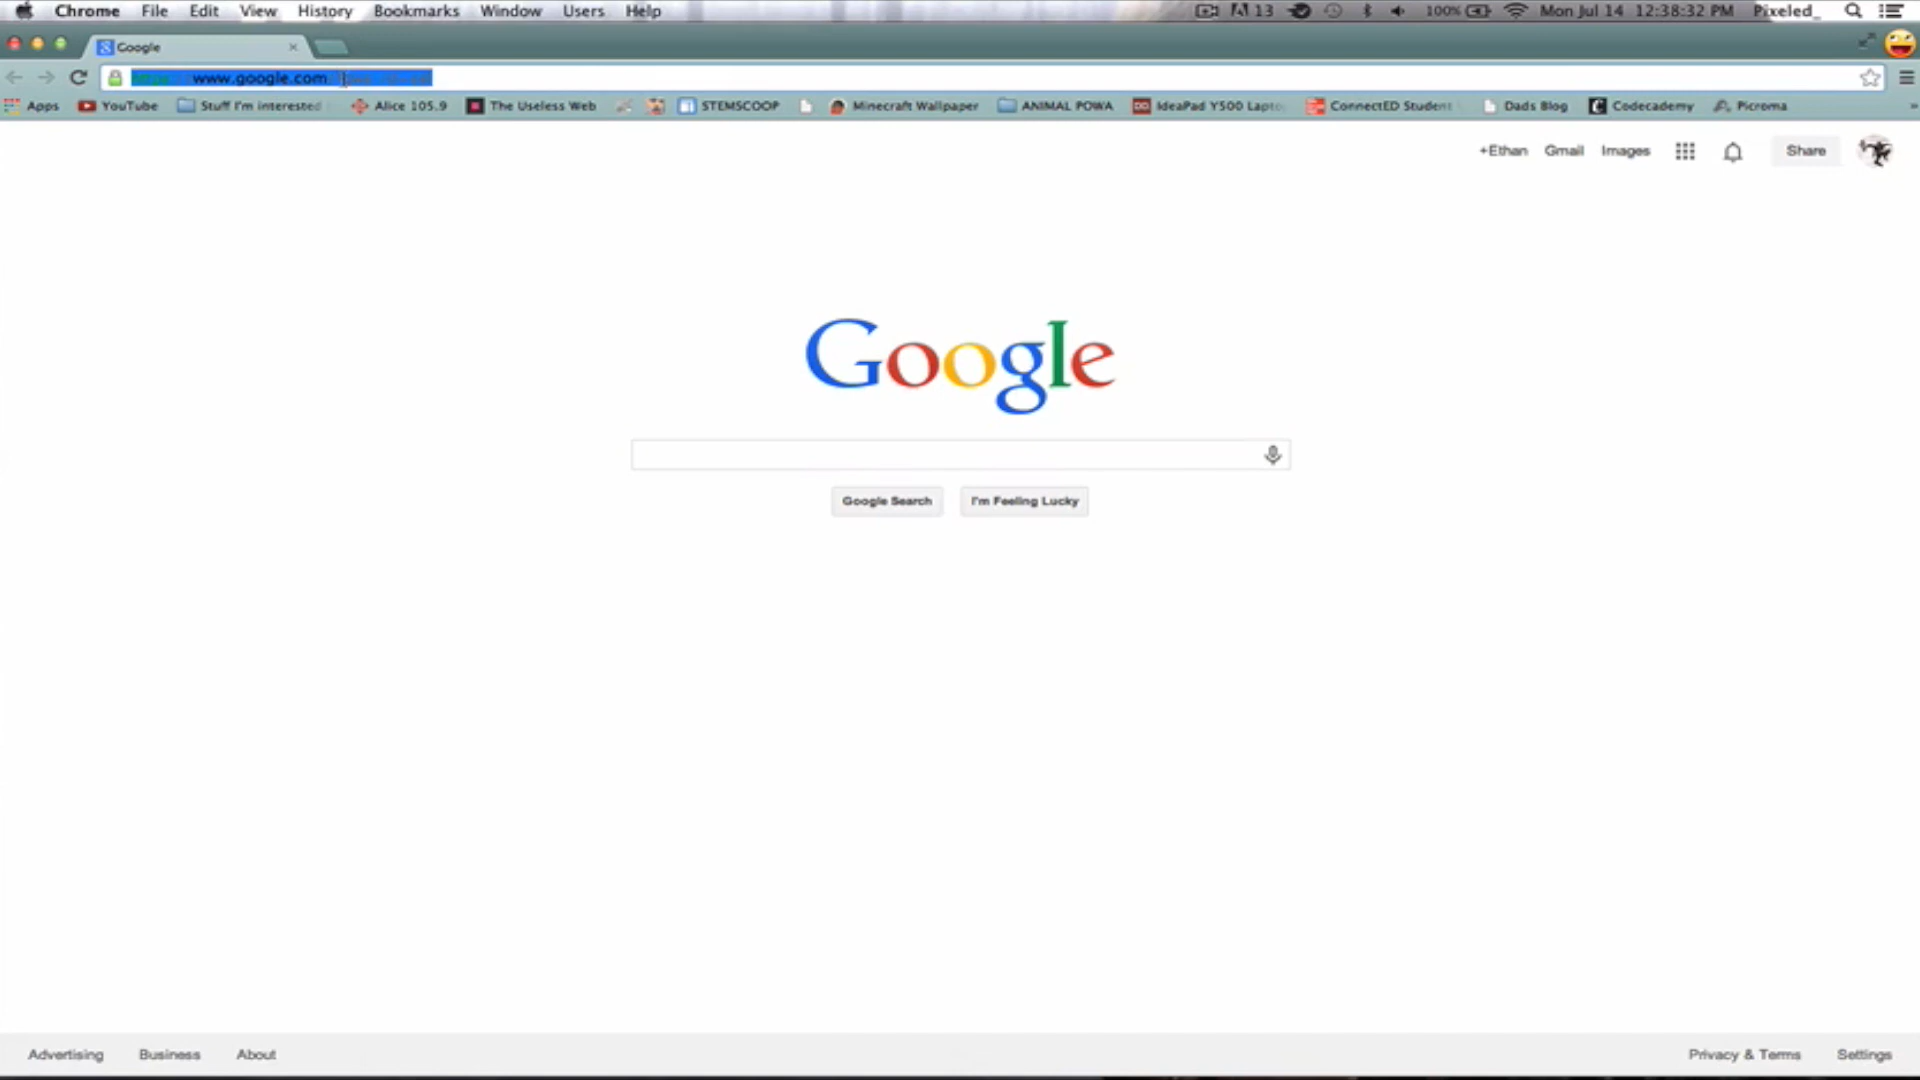 Chrome File Edit View History Bookmarks Window Users Help 13 100% Mon Jul 14 12:38:32 PM Pixeled_
Google
www.google.com
Apps YouTube Stuff I'm interested Alice 105.9 The Useless Web STEMSCOOP Minecraft Wallpaper ANIMAL POWA IdeaPad Y500 Lapto ConnectED Student Dads Blog Codecademy Picroma
+Ethan Gmail Images Share
Google
Google Search I'm Feeling Lucky
Advertising Business About Privacy & Terms Settings